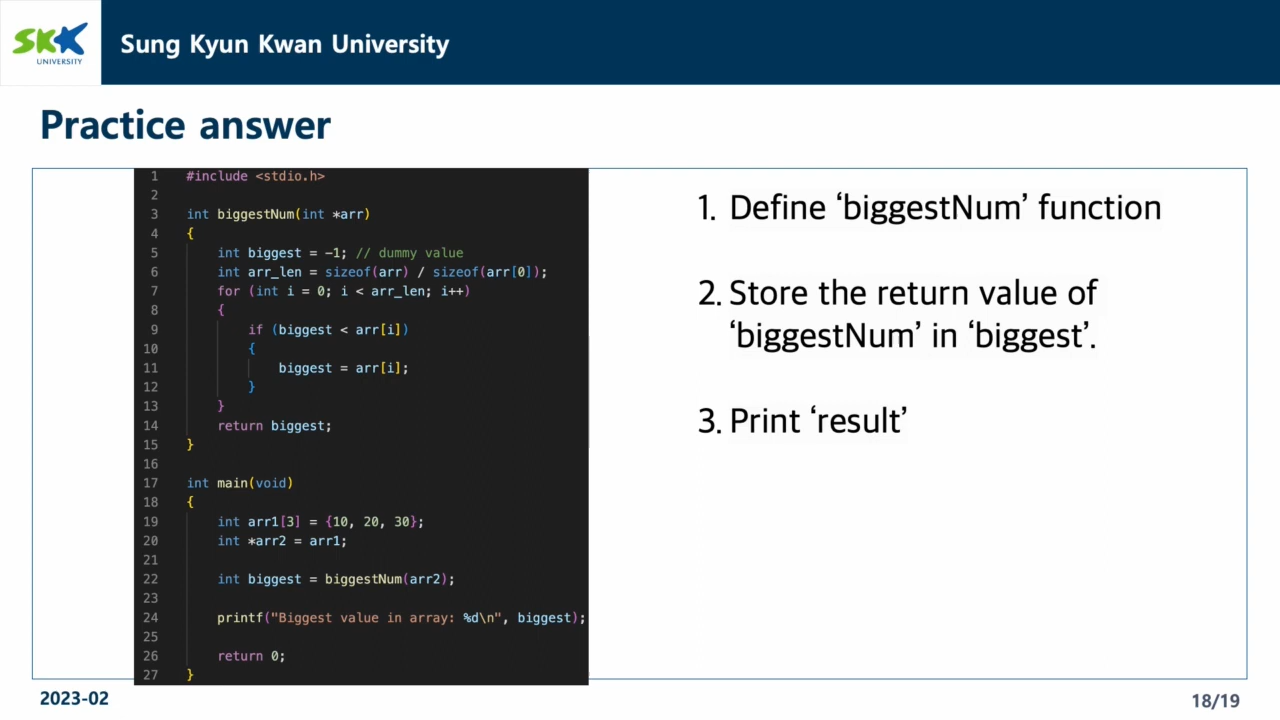 SKK
UNIVERSITY
Sung Kyun Kwan University
Practice answer
1 #include <stdio.h>
2
3 int biggestNum(int *arr)
4 {
5     int biggest = -1; // dummy value
6     int arr_len = sizeof(arr) / sizeof(arr[0]);
7     for (int i = 0; i < arr_len; i++)
8     {
9         if (biggest < arr[i])
10         {
11             biggest = arr[i];
12         }
13     }
14     return biggest;
15 }
16
17 int main(void)
18 {
19     int arr1[3] = {10, 20, 30};
20     int *arr2 = arr1;
21
22     int biggest = biggestNum(arr2);
23
24     printf("Biggest value in array: %d\n", biggest);
25
26     return 0;
27 }
1. Define ‘biggestNum’ function
2. Store the return value of
‘biggestNum’ in ‘biggest’.
3. Print ‘result’
2023-02
18/19